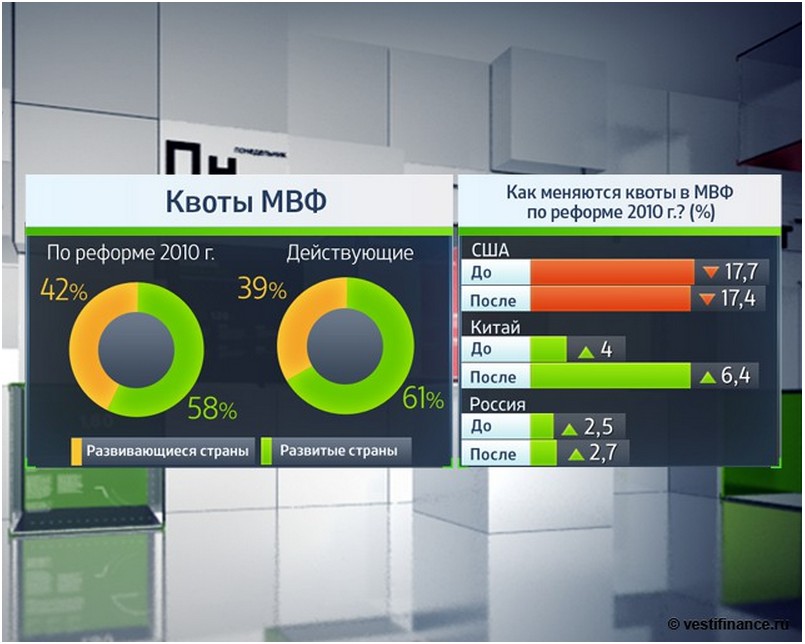 Пн
понедельник
Квоты МВФ
По реформе 2010 г.
Действующие
42%
58%
39%
61%
Развивающиеся страны
Развитые страны
Как меняются квоты в МВФ
по реформе 2010 г.? (%)
США
До 17,7
После 17,4
Китай
До 4
После 6,4
Россия
До 2,5
После 2,7
© vestifinance.ru